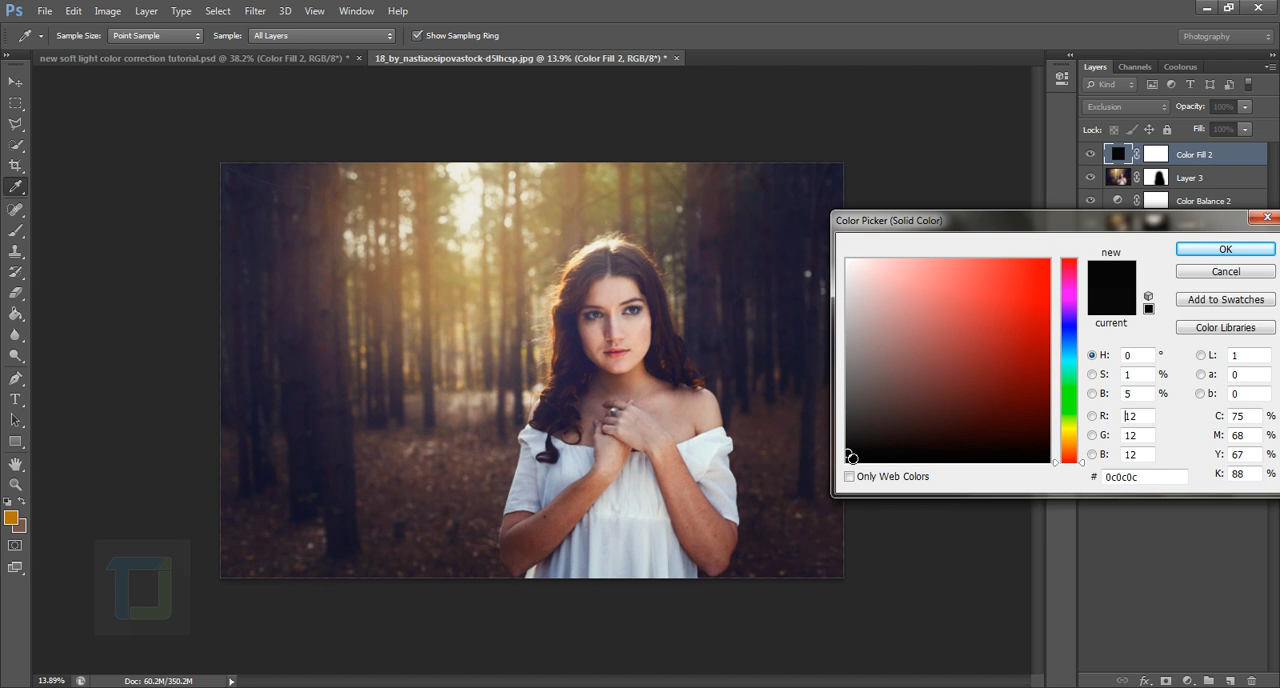 Ps File Edit Image Layer Type Select Filter 3D View Window Help
Sample Size: Point Sample Sample: All Layers Show Sampling Ring Photography
new soft light color correction tutorial.psd @ 38.2% (Color Fill 2, RGB/8*) * × 18_by_nastiaosipovastock-d5lhcsp.jpg @ 13.9% (Color Fill 2, RGB/8*) * ×
Layers Channels Coolorus
Kind
Exclusion Opacity: 100%
Lock: Fill: 100%
Color Fill 2
Layer 3
Color Balance 2
Color Picker (Solid Color)
new
current
OK
Cancel
Add to Swatches
Color Libraries
H: 0 ° L: 1
S: 1 % a: 0
B: 5 % b: 0
R: 12 C: 75 %
G: 12 M: 68 %
B: 12 Y: 67 %
# 0c0c0c K: 88 %
Only Web Colors
T
13.89% Doc: 60.2M/350.2M
fx